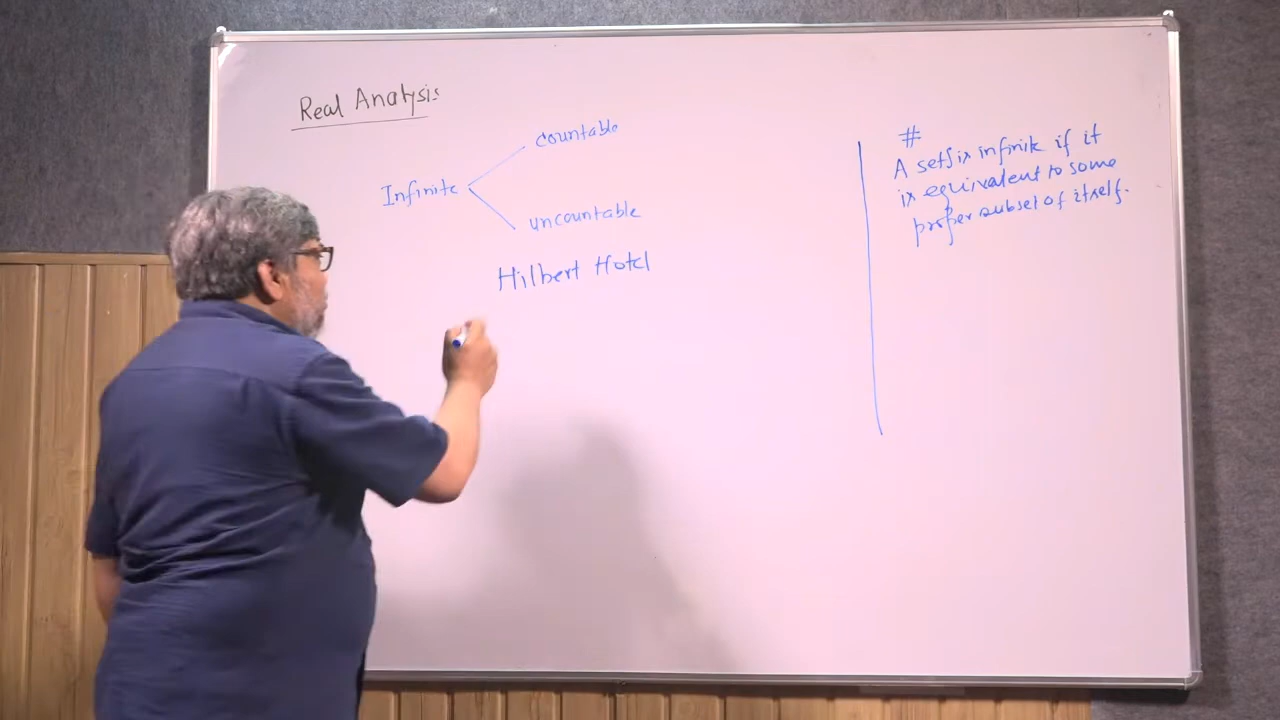 Real Analysis
countable
Infinite
uncountable
Hilbert Hotel
#
A set S is infinite if it
is equivalent to some
proper subset of itself.